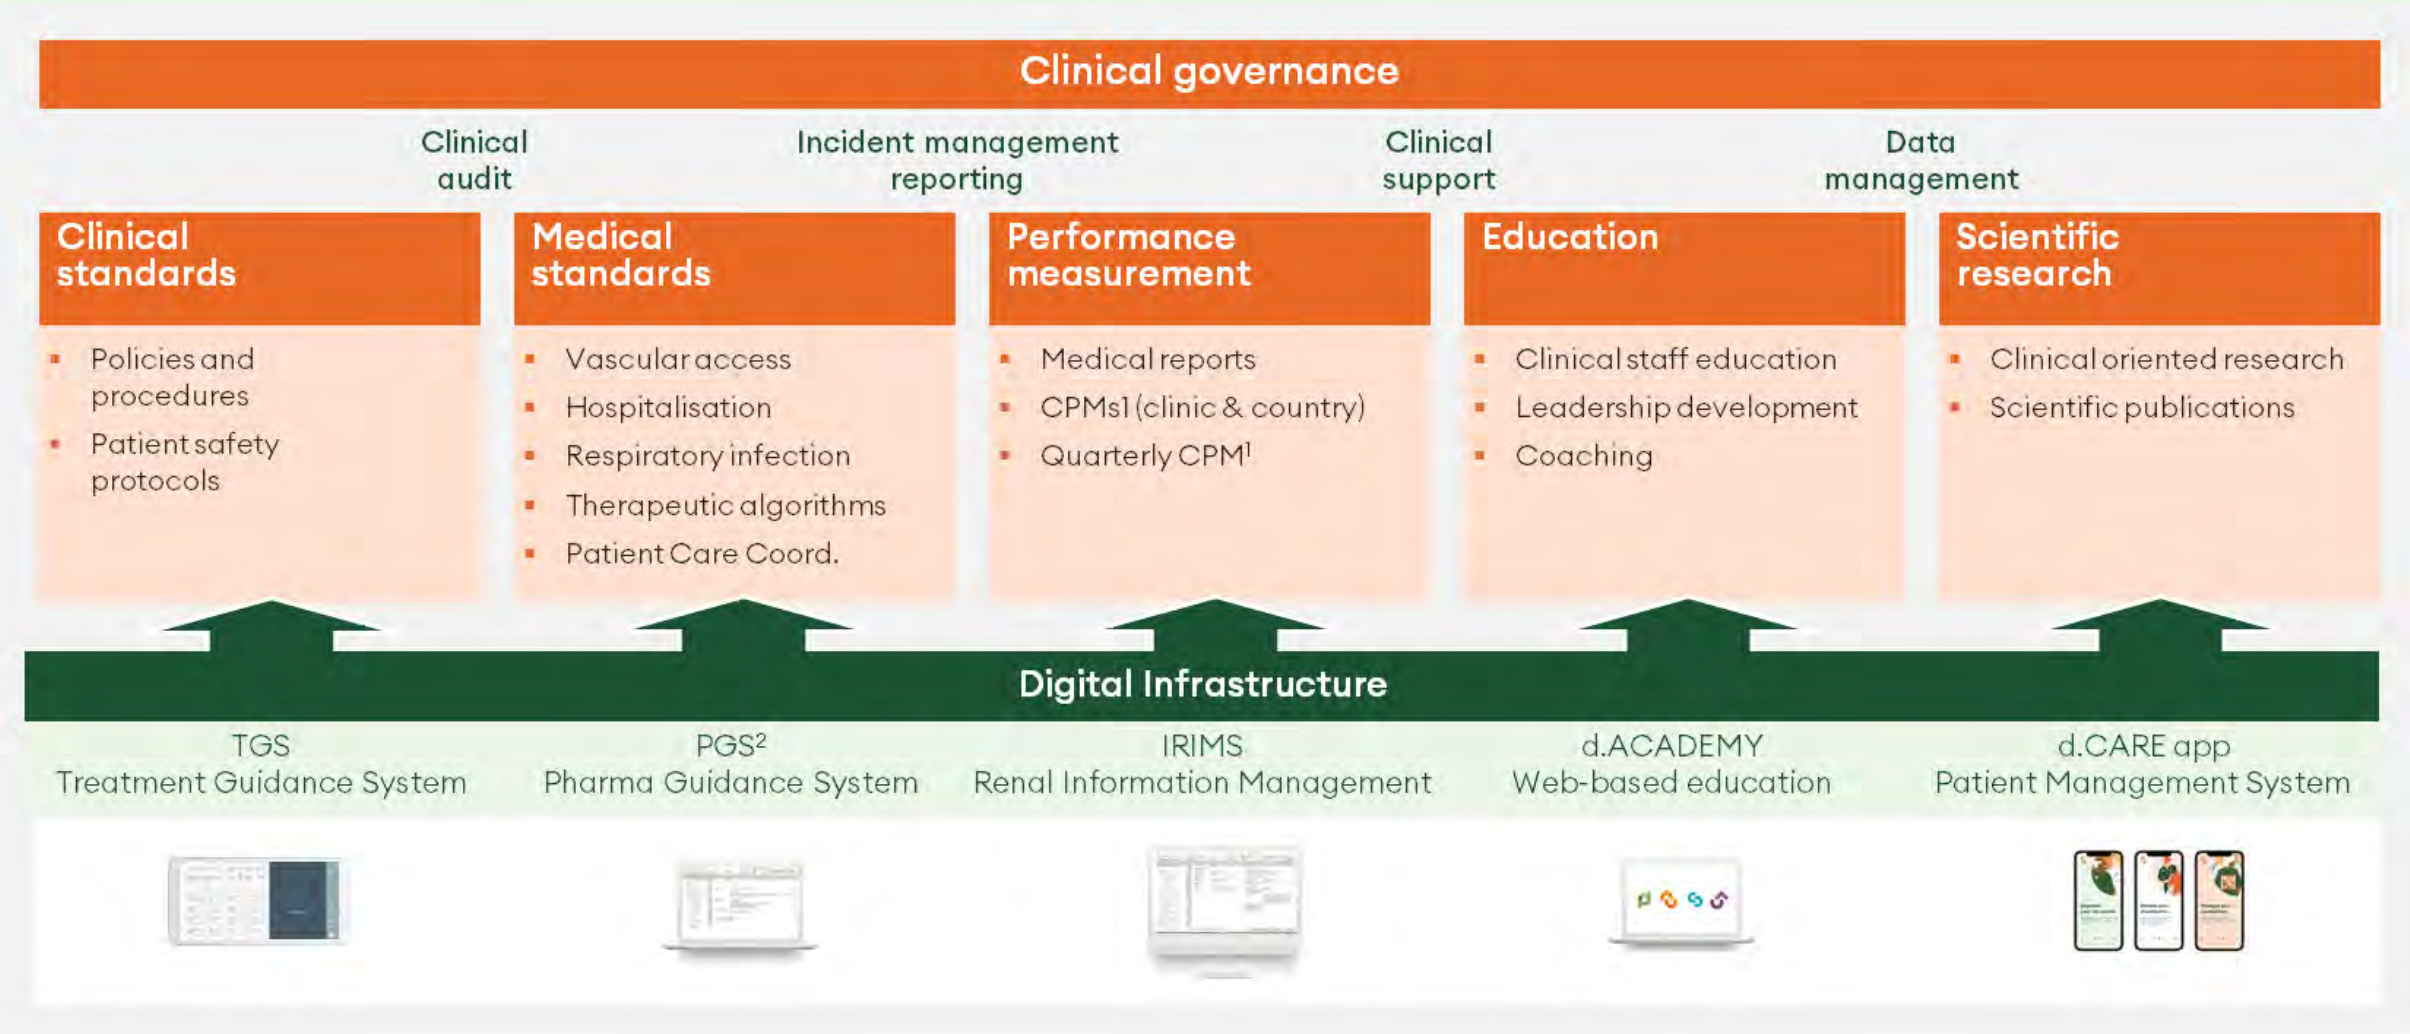 Clinical governance
Clinical
audit
Incident management
reporting
Clinical
support
Data
management
Clinical
standards
Policies and
procedures
Patient safety
protocols
Medical
standards
Vascular access
Hospitalisation
Respiratory infection
Therapeutic algorithms
Patient Care Coord.
Performance
measurement
Medical reports
CPMs1 (clinic & country)
Quarterly CPM¹
Education
Clinical staff education
Leadership development
Coaching
Scientific
research
Clinical oriented research
Scientific publications
Digital Infrastructure
TGS
Treatment Guidance System
PGS²
Pharma Guidance System
IRIMS
Renal Information Management
d.ACADEMY
Web-based education
d.CARE app
Patient Management System